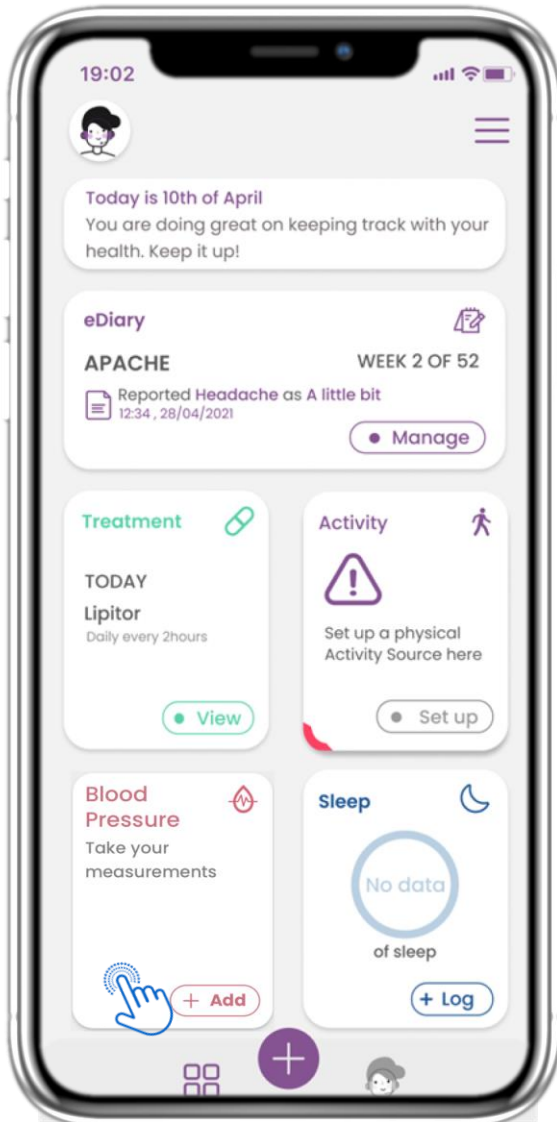 19:02
Today is 10th of April
You are doing great on keeping track with your
health. Keep it up!
eDiary
APACHE
WEEK 2 OF 52
Reported Headache as A little bit
12:34 , 28/04/2021
Manage
Treatment
TODAY
Lipitor
Daily every 2hours
View
Activity
Set up a physical
Activity Source here
Set up
Blood
Pressure
Take your
measurements
+ Add
Sleep
No data
of sleep
+ Log